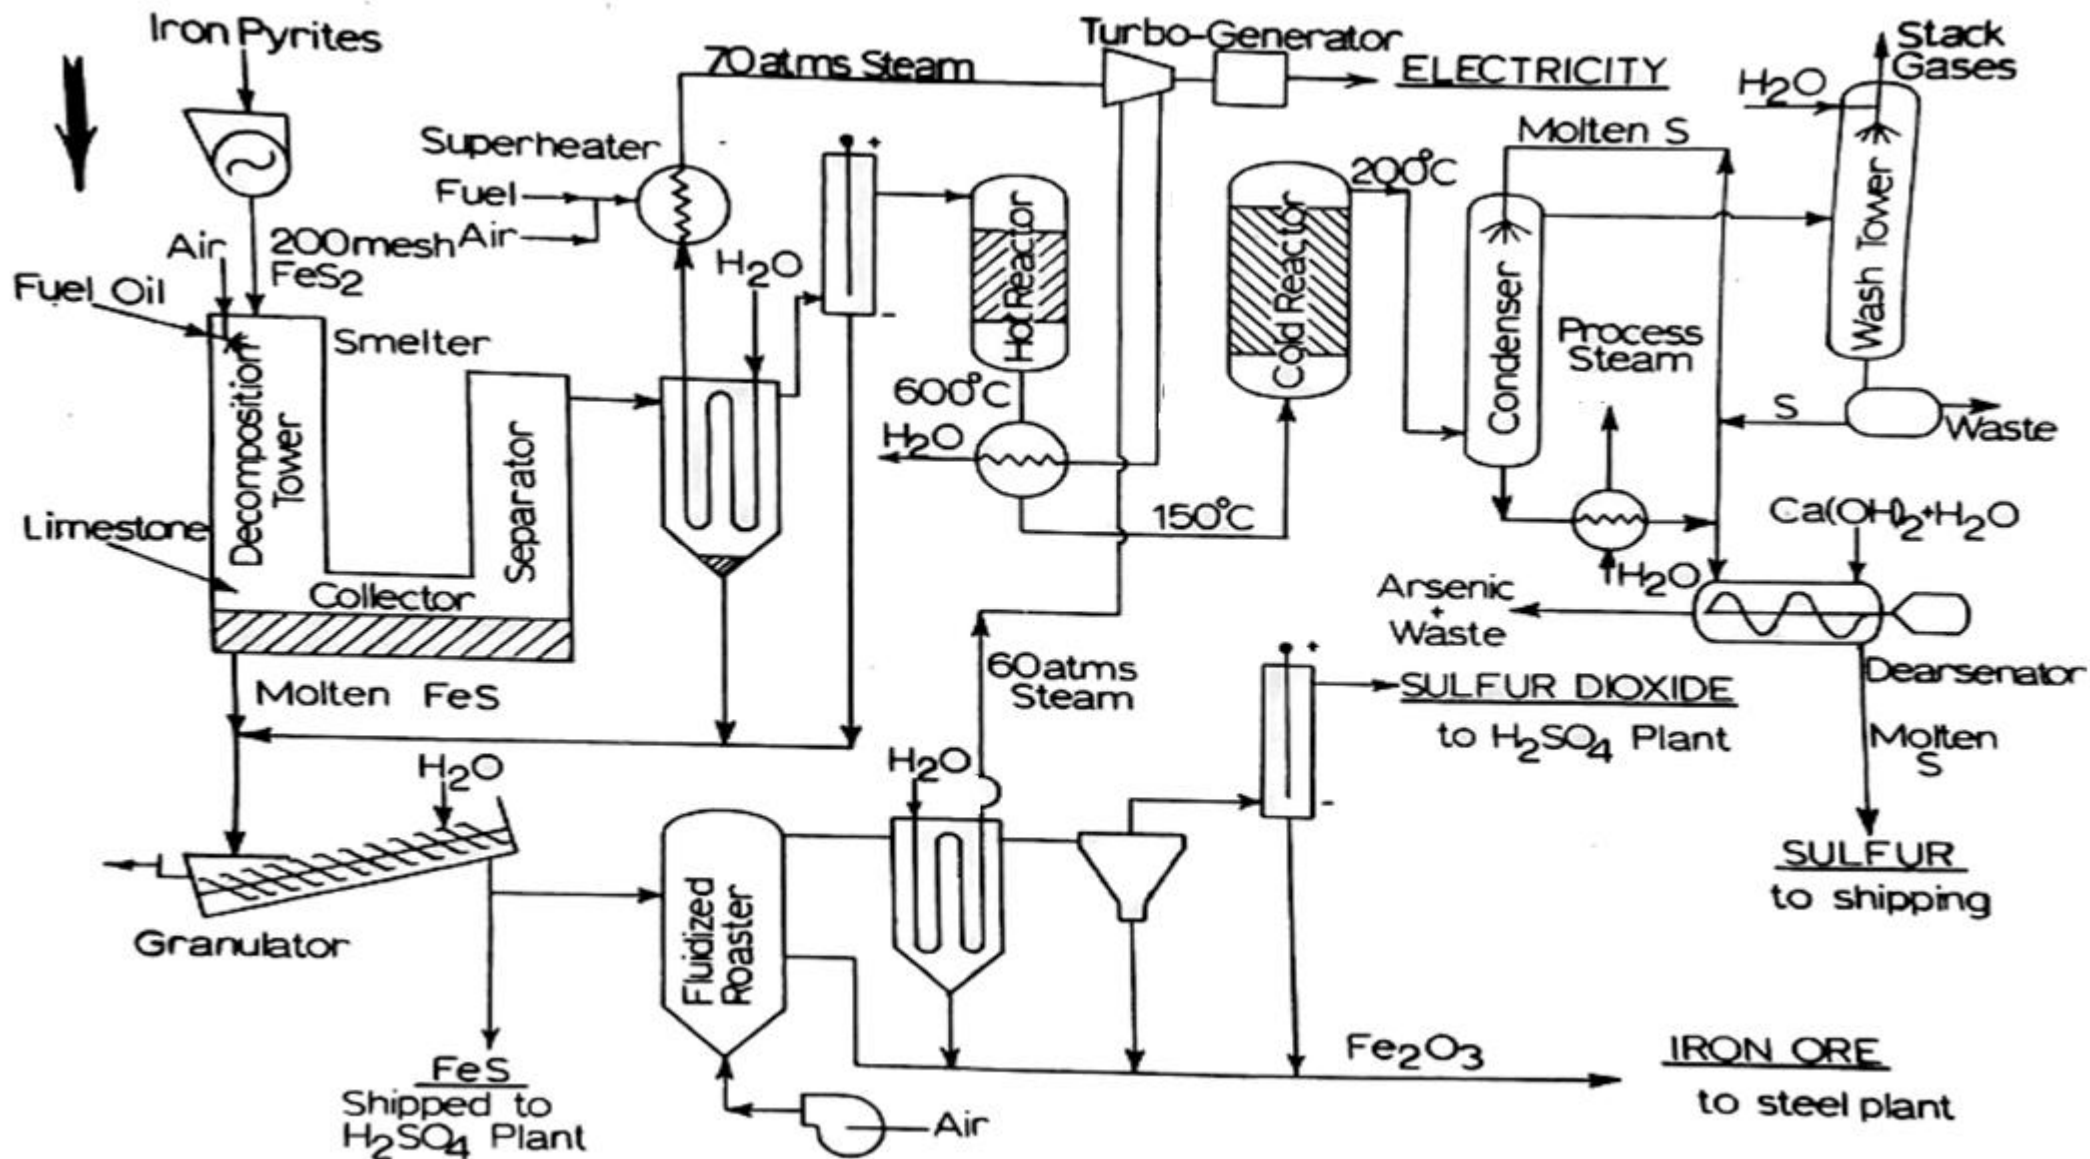 Iron Pyrites
70 atms Steam
Turbo-Generator
ELECTRICITY
Stack
Gases
H2O
Molten S
Superheater
Fuel
Air
200 mesh
FeS2
Air
Fuel Oil
H2O
+
-
Hot Reactor
Cold Reactor
200°C
Condenser
Wash Tower
Process
Steam
Smelter
Decomposition
Tower
Separator
600°C
H2O
S
Waste
Limestone
Collector
150°C
H2O
Ca(OH)2+H2O
Arsenic
+
Waste
Dearsenator
Molten FeS
60 atms
Steam
+
-
SULFUR DIOXIDE
to H2SO4 Plant
Molten
S
H2O
H2O
SULFUR
to shipping
Granulator
Fluidized
Roaster
FeS
Shipped to
H2SO4 Plant
Air
Fe2O3
IRON ORE
to steel plant